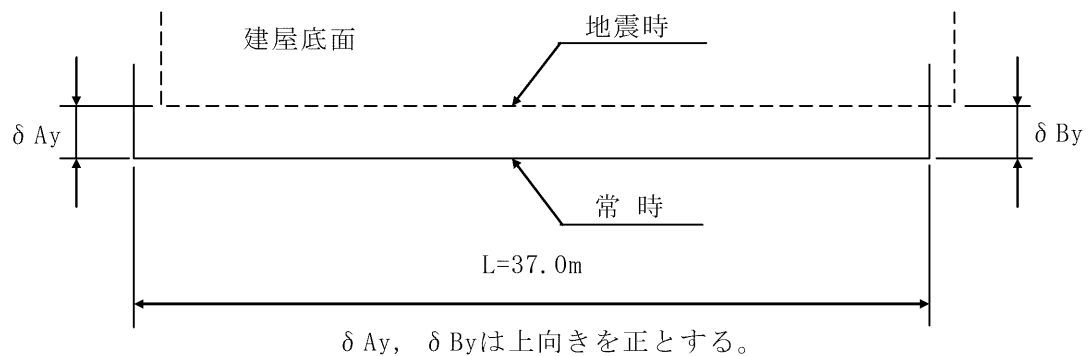 建屋底面
地震時
δAy
δBy
常 時
L=37.0m
δAy, δByは上向きを正とする。